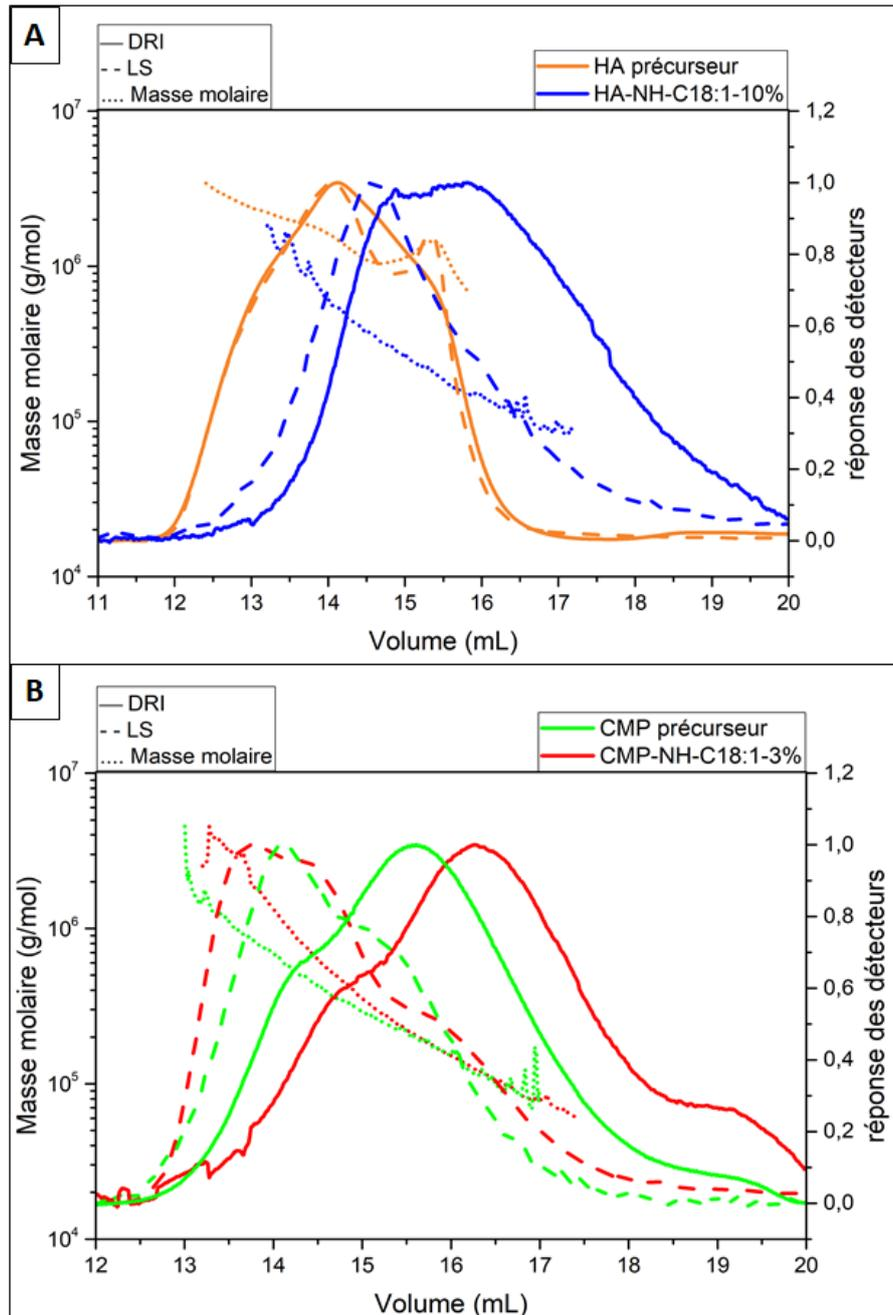 A
DRI
LS
Masse molaire
HA précurseur
HA-NH-C18:1-10%
10⁷
10⁶
10⁵
10⁴
Masse molaire (g/mol)
1,2
1,0
0,8
0,6
0,4
0,2
0,0
réponse des détecteurs
11 12 13 14 15 16 17 18 19 20
Volume (mL)
B
DRI
LS
Masse molaire
CMP précurseur
CMP-NH-C18:1-3%
10⁷
10⁶
10⁵
10⁴
Masse molaire (g/mol)
1,2
1,0
0,8
0,6
0,4
0,2
0,0
réponse des détecteurs
12 13 14 15 16 17 18 19 20
Volume (mL)